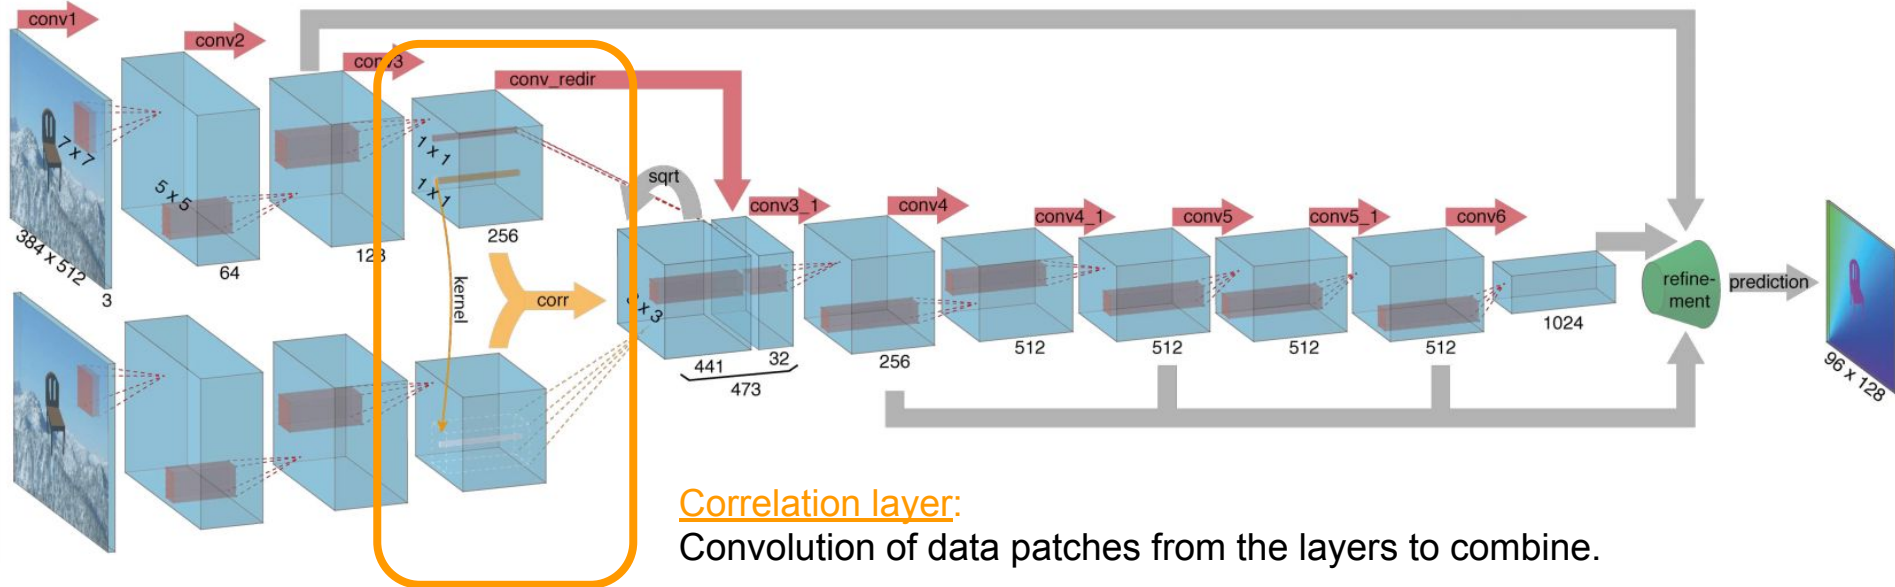 conv1
conv2
conv3
conv_redir
7 x 7
5 x 5
1 x 1
1 x 1
384 x 512
3
64
128
256
kernel
corr
sqrt
3 x 3
conv3_1
conv4
conv4_1
conv5
conv5_1
conv6
441
32
473
256
512
512
512
512
1024
refine-
ment
prediction
96 x 128
Correlation layer:
Convolution of data patches from the layers to combine.